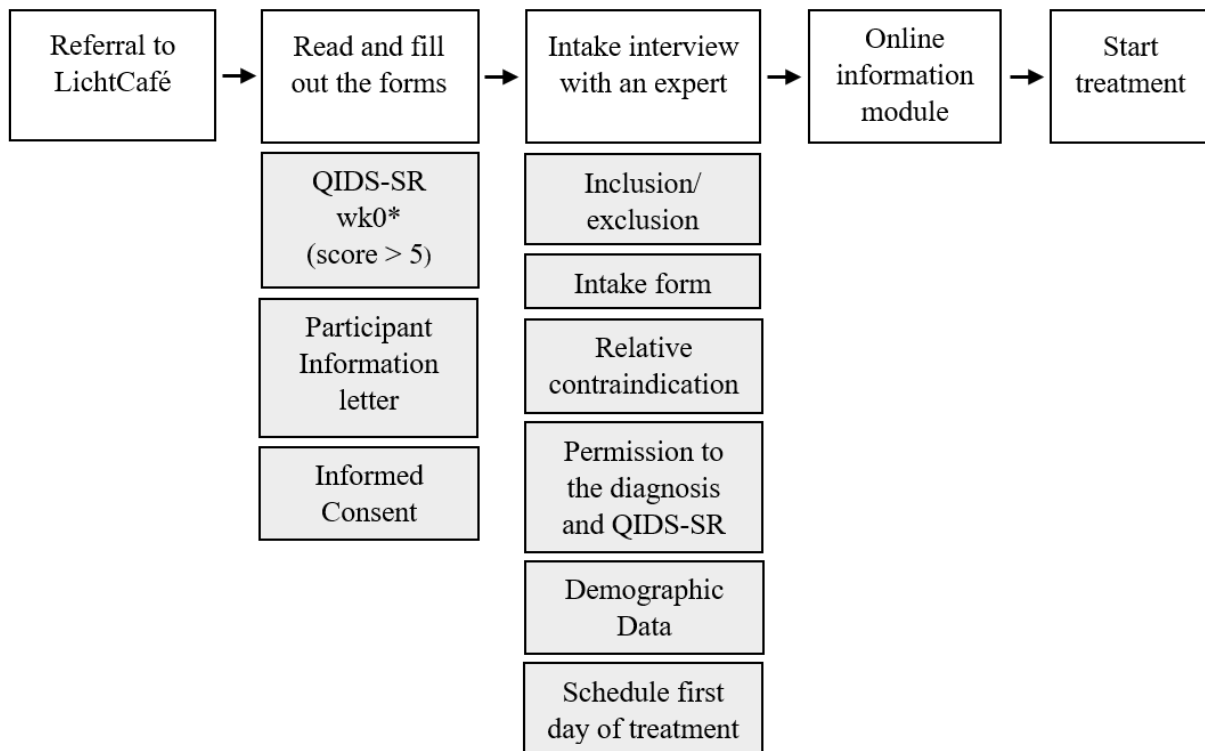 Referral to
LichtCafé
Read and fill
out the forms
Intake interview
with an expert
Online
information
module
Start
treatment
QIDS-SR
wk0*
(score > 5)
Participant
Information
letter
Informed
Consent
Inclusion/
exclusion
Intake form
Relative
contraindication
Permission to
the diagnosis
and QIDS-SR
Demographic
Data
Schedule first
day of treatment